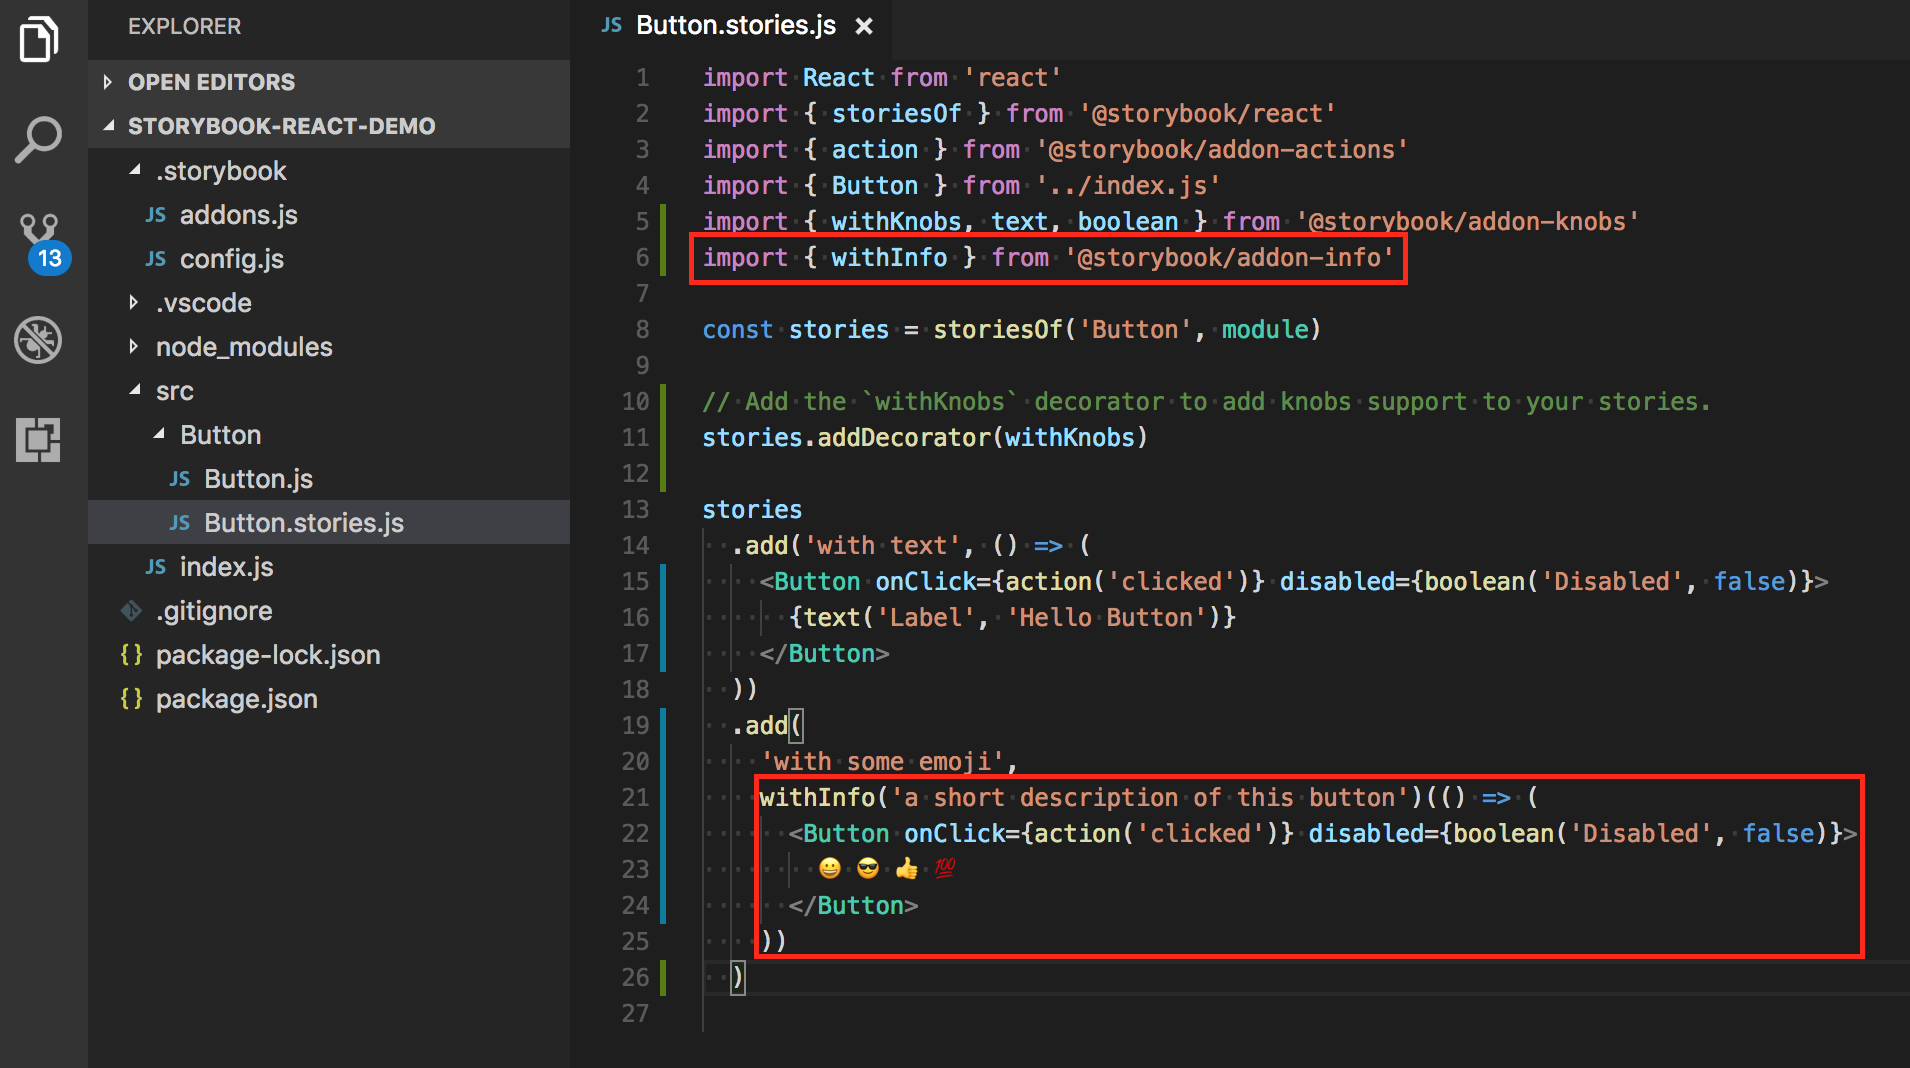 EXPLORER
OPEN EDITORS
STORYBOOK-REACT-DEMO
.storybook
JS addons.js
JS config.js
13
.vscode
node_modules
src
Button
JS Button.js
JS Button.stories.js
JS index.js
.gitignore
{} package-lock.json
{} package.json
JS Button.stories.js ×
1 import React from 'react'
2 import { storiesOf } from '@storybook/react'
3 import { action } from '@storybook/addon-actions'
4 import { Button } from '../index.js'
5 import { withKnobs, text, boolean } from '@storybook/addon-knobs'
6 import { withInfo } from '@storybook/addon-info'
7
8 const stories = storiesOf('Button', module)
9
10 // Add the `withKnobs` decorator to add knobs support to your stories.
11 stories.addDecorator(withKnobs)
12
13 stories
14   .add('with text', () => (
15     <Button onClick={action('clicked')} disabled={boolean('Disabled', false)}>
16       {text('Label', 'Hello Button')}
17     </Button>
18   ))
19   .add(
20     'with some emoji',
21     withInfo('a short description of this button')(() => (
22       <Button onClick={action('clicked')} disabled={boolean('Disabled', false)}>
23         😀 😎 👍 💯
24       </Button>
25     ))
26   )
27